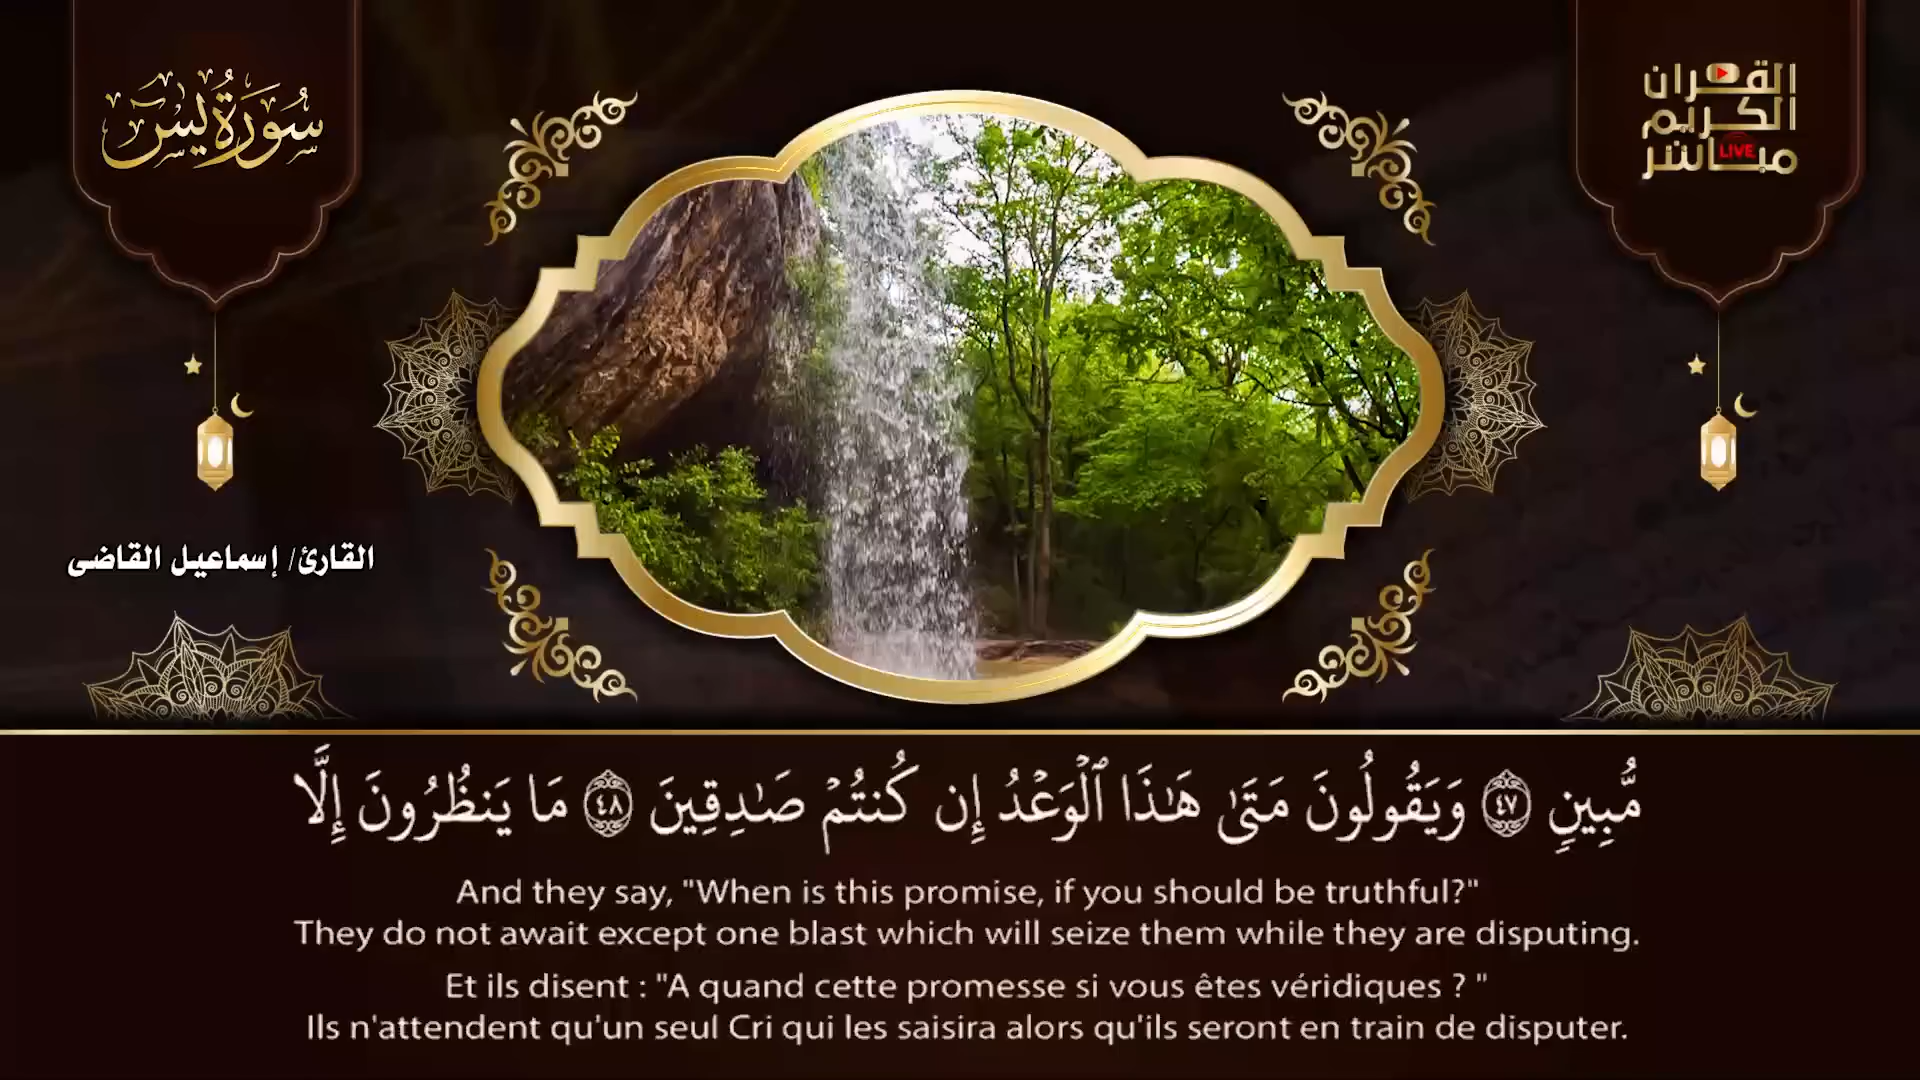 سُورَةُ يسٓ
القرآن
الكريم
مباشر
LIVE
القارئ/ إسماعيل القاضى
مُّبِينٍ ٤٧ وَيَقُولُونَ مَتَىٰ هَٰذَا ٱلْوَعْدُ إِن كُنتُمْ صَٰدِقِينَ ٤٨ مَا يَنظُرُونَ إِلَّا
And they say, "When is this promise, if you should be truthful?"
They do not await except one blast which will seize them while they are disputing.
Et ils disent : "A quand cette promesse si vous êtes véridiques ? "
Ils n'attendent qu'un seul Cri qui les saisira alors qu'ils seront en train de disputer.